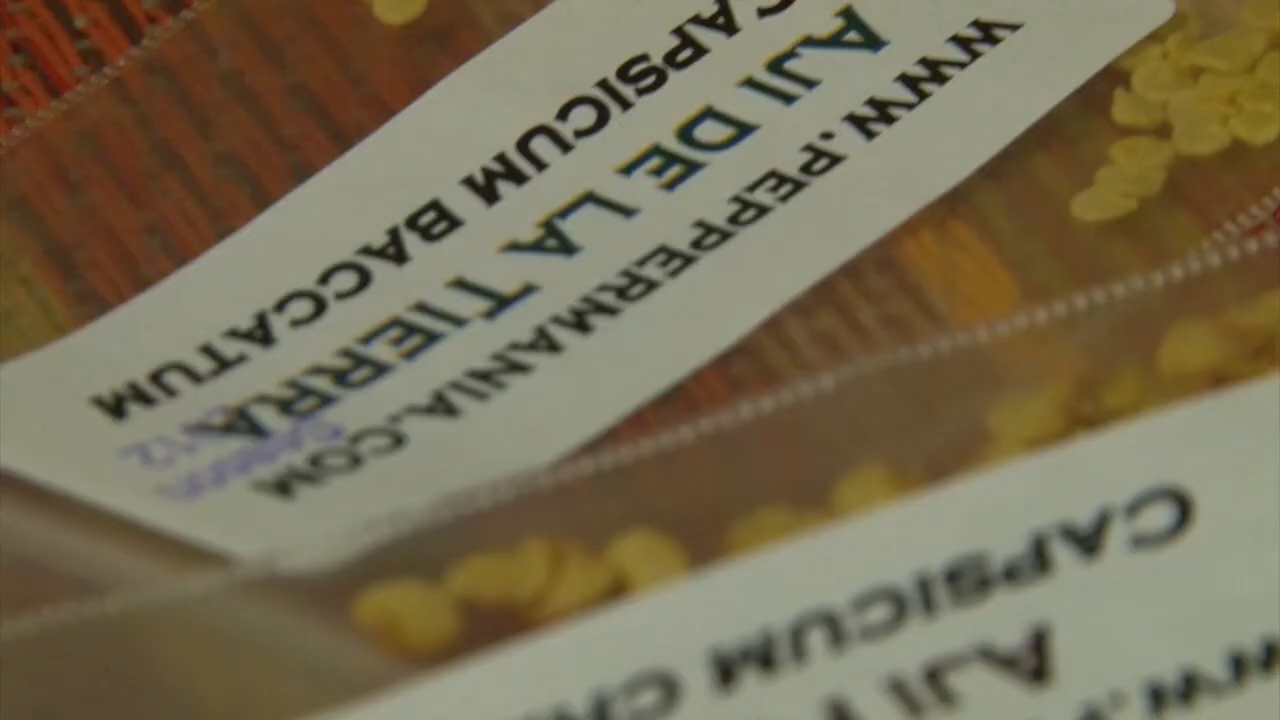 WWW.PEPPERMANIA.COM
AJI DE LA TIERRA
CAPSICUM BACCATUM
AJI
CAPSICUM